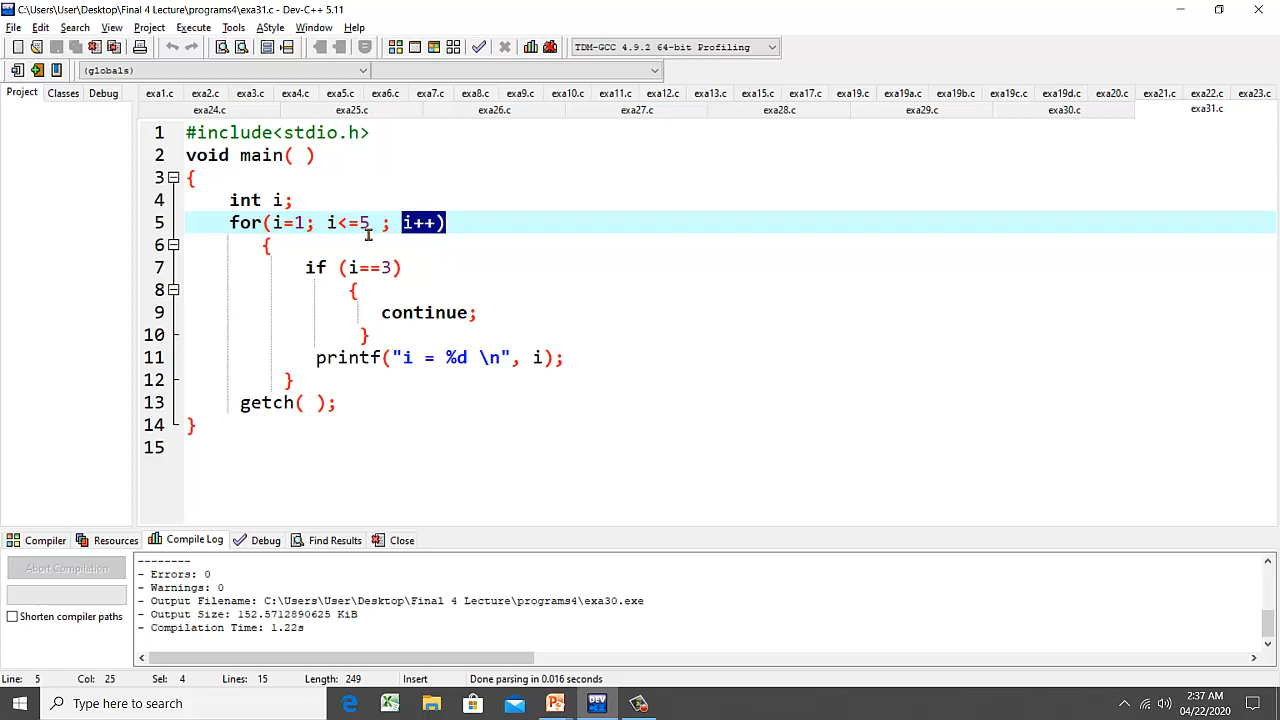 C:\Users\User\Desktop\Final 4 Lecture\programs4\exa31.c - Dev-C++ 5.11
File Edit Search View Project Execute Tools AStyle Window Help
TDM-GCC 4.9.2 64-bit Profiling
(globals)
Project Classes Debug
exa1.c exa2.c exa3.c exa4.c exa5.c exa6.c exa7.c exa8.c exa9.c exa10.c exa11.c exa12.c exa13.c exa15.c exa17.c exa19.c exa19a.c exa19b.c exa19c.c exa19d.c exa20.c exa21.c exa22.c exa23.c
exa24.c exa25.c exa26.c exa27.c exa28.c exa29.c exa30.c exa31.c
1 #include<stdio.h>
2 void main( )
3 {
4 int i;
5 for(i=1; i<=5 ; i++)
6 {
7 if (i==3)
8 {
9 continue;
10 }
11 printf("i = %d \n", i);
12 }
13 getch( );
14 }
15
Compiler Resources Compile Log Debug Find Results Close
Abort Compilation
Shorten compiler paths
--------
- Errors: 0
- Warnings: 0
- Output Filename: C:\Users\User\Desktop\Final 4 Lecture\programs4\exa30.exe
- Output Size: 152.5712890625 KiB
- Compilation Time: 1.22s
Line: 5 Col: 25 Sel: 4 Lines: 15 Length: 249 Insert Done parsing in 0.016 seconds
Type here to search
DEV
2:37 AM
04/22/2020